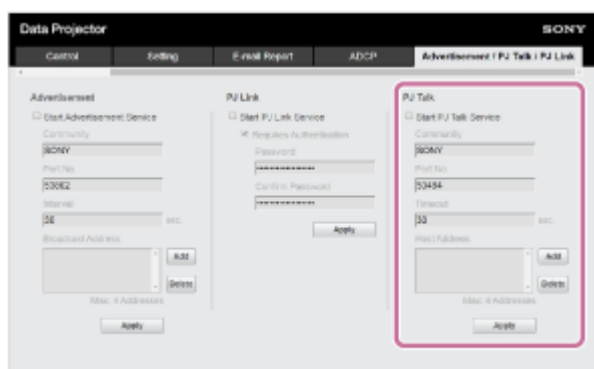 Data Projector
SONY
Control
Setting
E-mail Report
ADCP
Advertisement / PJ Talk / PJ Link
Advertisement
Start Advertisement Service
Community
SONY
Port No.
53862
Interval
30
sec.
Broadcast Address
Add
Delete
Max: 4 Addresses
Apply
PJ Link
Start PJ Link Service
Requires Authentication
Password
Confirm Password
Apply
PJ Talk
Start PJ Talk Service
Community
SONY
Port No.
53484
Timeout
30
sec.
Host Address
Add
Delete
Max: 4 Addresses
Apply